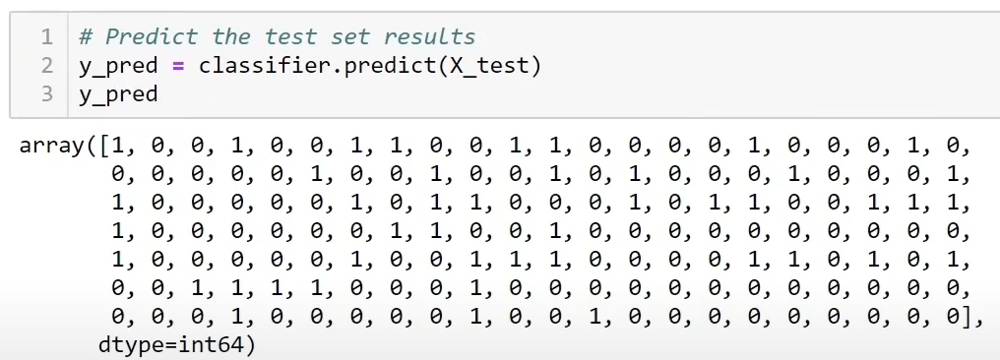 1 # Predict the test set results
2 y_pred = classifier.predict(X_test)
3 y_pred
array([1, 0, 0, 1, 0, 0, 1, 1, 0, 0, 1, 1, 0, 0, 0, 0, 1, 0, 0, 0, 1, 0,
0, 0, 0, 0, 0, 1, 0, 0, 1, 0, 0, 1, 0, 1, 0, 0, 0, 1, 0, 0, 0, 1,
1, 0, 0, 0, 0, 0, 1, 0, 1, 1, 0, 0, 0, 1, 0, 1, 1, 0, 0, 1, 1, 1,
1, 0, 0, 0, 0, 0, 0, 1, 1, 0, 0, 1, 0, 0, 0, 0, 0, 0, 0, 0, 0, 0,
1, 0, 0, 0, 0, 0, 1, 0, 0, 1, 1, 1, 0, 0, 0, 0, 1, 1, 0, 1, 0, 1,
0, 0, 1, 1, 1, 1, 0, 0, 0, 1, 0, 0, 0, 0, 0, 0, 0, 0, 0, 0, 0, 0,
0, 0, 0, 1, 0, 0, 0, 0, 0, 1, 0, 0, 1, 0, 0, 0, 0, 0, 0, 0, 0, 0],
dtype=int64)